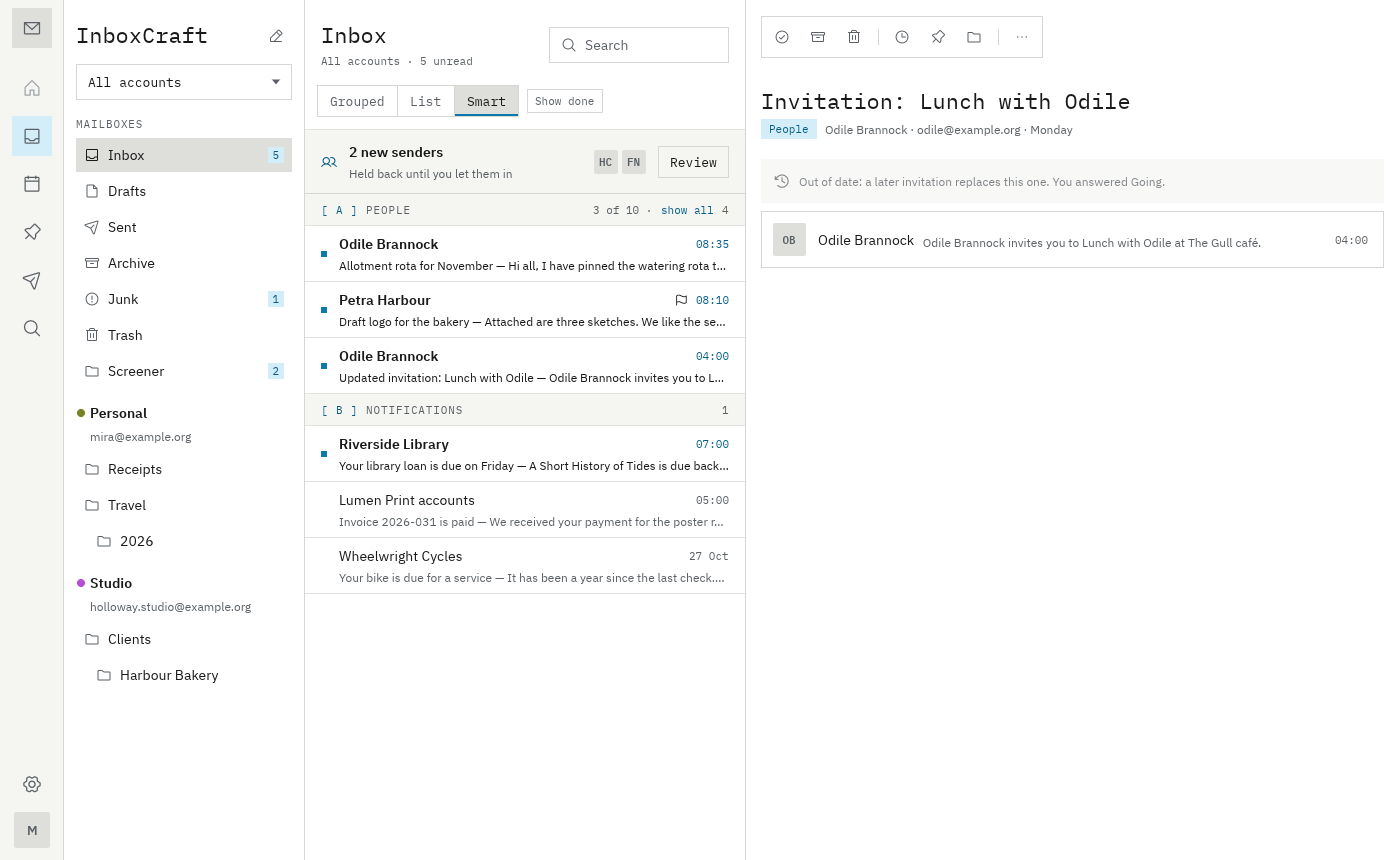 InboxCraft
All accounts
MAILBOXES
Inbox 5
Drafts
Sent
Archive
Junk 1
Trash
Screener 2
Personal
mira@example.org
Receipts
Travel
2026
Studio
holloway.studio@example.org
Clients
Harbour Bakery
M
Inbox
All accounts · 5 unread
Search
Grouped List Smart Show done
2 new senders
Held back until you let them in
HC FN Review
[ A ] PEOPLE 3 of 10 · show all 4
Odile Brannock 08:35
Allotment rota for November — Hi all, I have pinned the watering rota t…
Petra Harbour 08:10
Draft logo for the bakery — Attached are three sketches. We like the se…
Odile Brannock 04:00
Updated invitation: Lunch with Odile — Odile Brannock invites you to L…
[ B ] NOTIFICATIONS 1
Riverside Library 07:00
Your library loan is due on Friday — A Short History of Tides is due back…
Lumen Print accounts 05:00
Invoice 2026-031 is paid — We received your payment for the poster r…
Wheelwright Cycles 27 Oct
Your bike is due for a service — It has been a year since the last check.…
Invitation: Lunch with Odile
People Odile Brannock · odile@example.org · Monday
Out of date: a later invitation replaces this one. You answered Going.
OB Odile Brannock Odile Brannock invites you to Lunch with Odile at The Gull café. 04:00